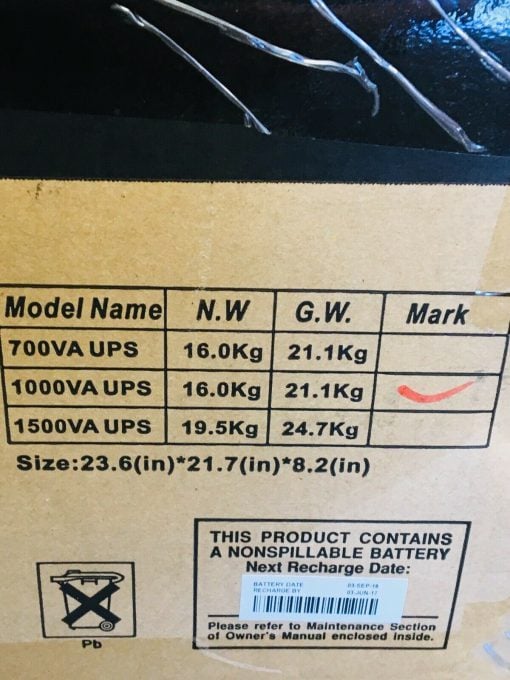 Model Name N.W G.W. Mark
700VA UPS 16.0Kg 21.1Kg
1000VA UPS 16.0Kg 21.1Kg
1500VA UPS 19.5Kg 24.7Kg
Size:23.6(in)*21.7(in)*8.2(in)
THIS PRODUCT CONTAINS
A NONSPILLABLE BATTERY
Next Recharge Date:
BATTERY DATE
RECHARGE BY
Please refer to Maintenance Section
of Owner's Manual enclosed inside.
Pb